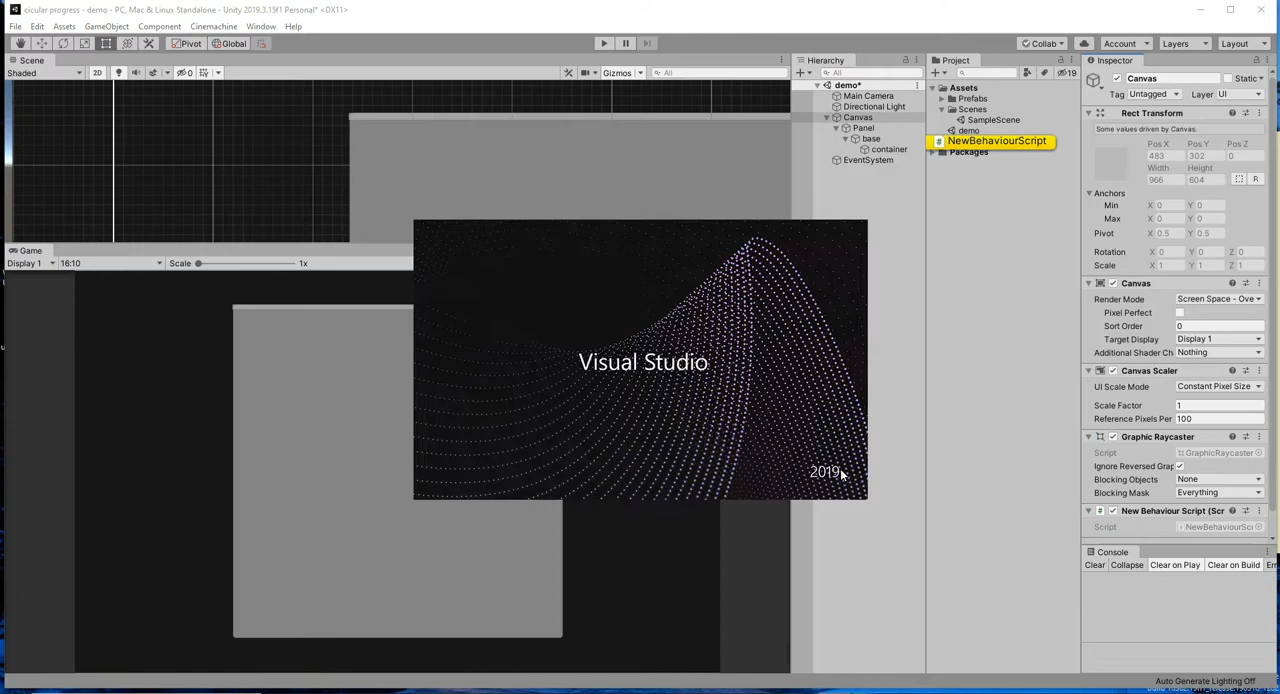 cicular progress - demo - PC, Mac & Linux Standalone - Unity 2019.3.15f1 Personal* <DX11>
File Edit Assets GameObject Component Cinemachine Window Help
Pivot Global Collab Account Layers Layout
Scene Hierarchy Project Inspector
Shaded 2D 0 Gizmos All All 19
Canvas Static
Tag Untagged Layer UI
demo*
Main Camera
Directional Light
Canvas
Panel
base
container
EventSystem
Assets
Prefabs
Scenes
SampleScene
demo
NewBehaviourScript
Packages
Rect Transform
Some values driven by Canvas.
Pos X Pos Y Pos Z
483 302 0
Width Height
966 604 R
Anchors
Min X 0 Y 0
Max X 0 Y 0
Pivot X 0.5 Y 0.5
Rotation X 0 Y 0 Z 0
Scale X 1 Y 1 Z 1
Game
Display 1 16:10 Scale 1x
Visual Studio
2019
Canvas
Render Mode Screen Space - Ove
Pixel Perfect
Sort Order 0
Target Display Display 1
Additional Shader Ch Nothing
Canvas Scaler
UI Scale Mode Constant Pixel Size
Scale Factor 1
Reference Pixels Per 100
Graphic Raycaster
Script GraphicRaycaster
Ignore Reversed Grap
Blocking Objects None
Blocking Mask Everything
New Behaviour Script (Scr
Script NewBehaviourScri
Console
Clear Collapse Clear on Play Clear on Build
Auto Generate Lighting Off